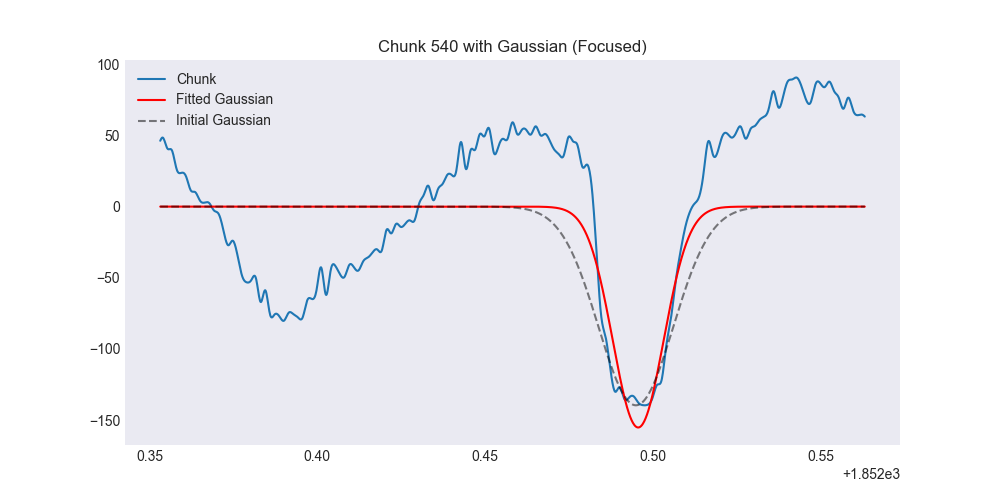 Chunk 540 with Gaussian (Focused)
Chunk
Fitted Gaussian
Initial Gaussian
100
50
0
−50
−100
−150
0.35 0.40 0.45 0.50 0.55
+1.852e3